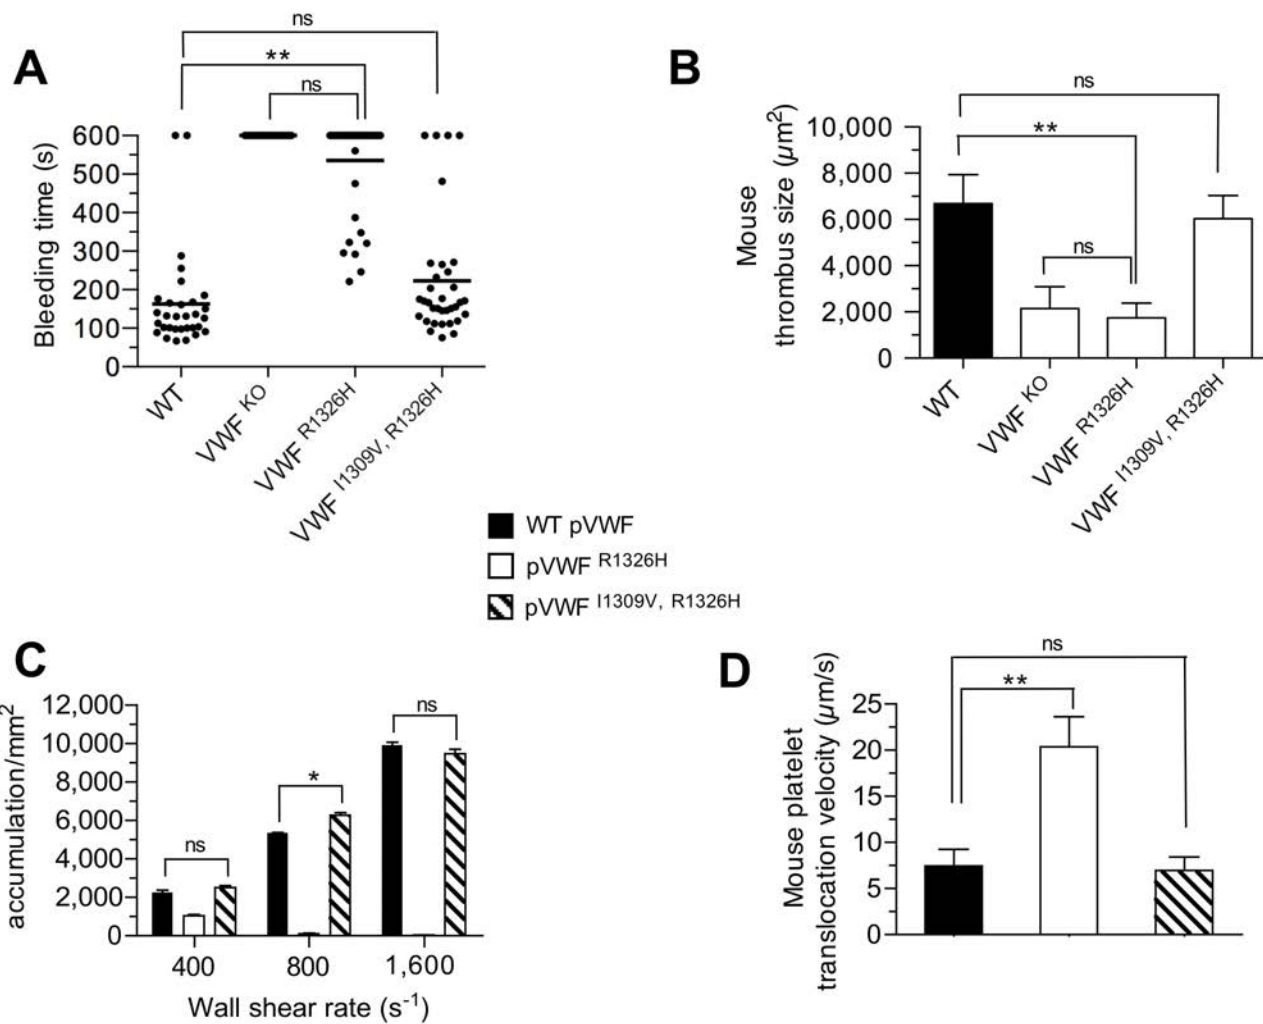 A
ns
**
ns
Bleeding time (s)
600
500
400
300
200
100
0
WT
VWF KO
VWF R1326H
VWF I1309V, R1326H
B
ns
**
ns
Mouse
thrombus size (µm²)
10,000
8,000
6,000
4,000
2,000
0
WT
VWF KO
VWF R1326H
VWF I1309V, R1326H
WT pVWF
pVWF R1326H
pVWF I1309V, R1326H
C
accumulation/mm²
12,000
10,000
8,000
6,000
4,000
2,000
0
ns
*
ns
400
800
1,600
Wall shear rate (s⁻¹)
D
ns
**
Mouse platelet
translocation velocity (µm/s)
25
20
15
10
5
0